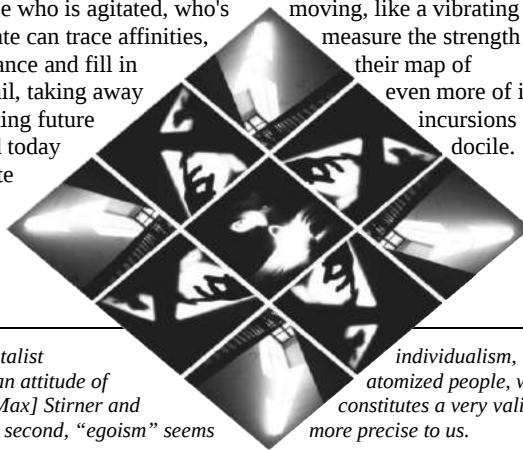 e who is agitated, who's moving, like a vibrating
ate can trace affinities, measure the strength
ance and fill in their map of
ail, taking away even more of i
ting future incursions
d today docile.
te
talist individualism,
an attitude of atomized people, w
Max] Stirner and constitutes a very vali
second, “egoism” seems more precise to us.